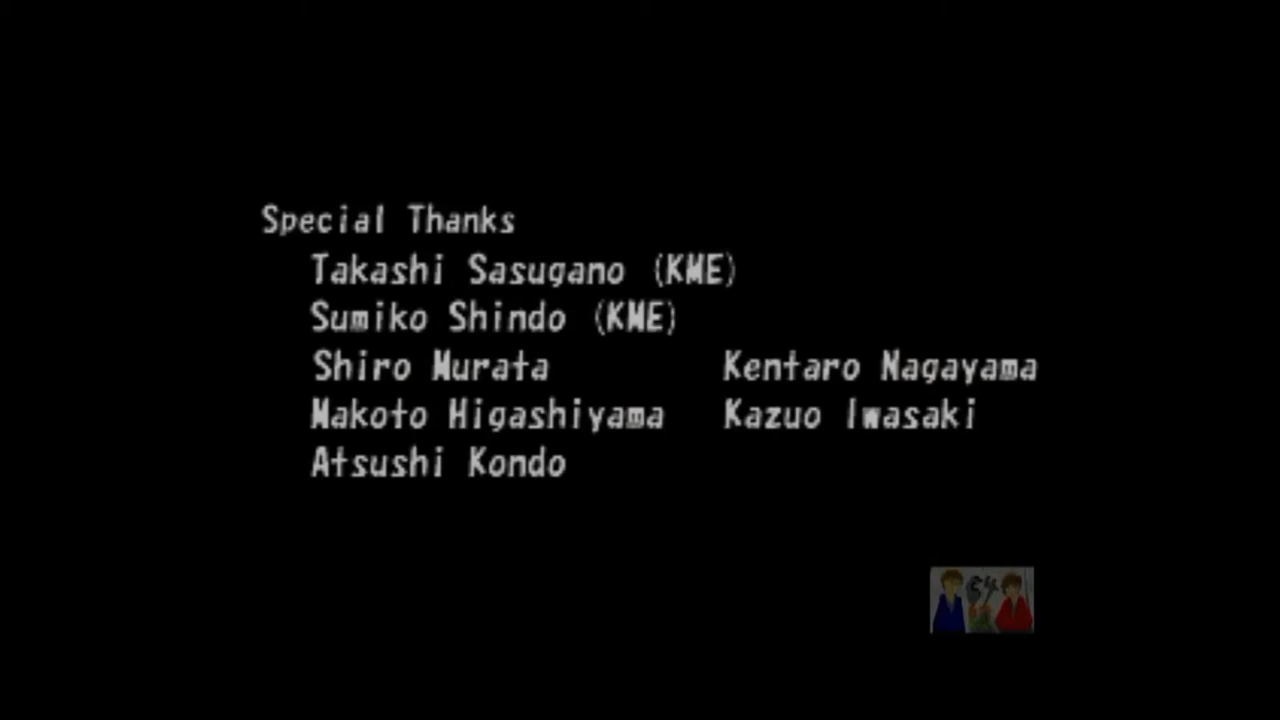 Special Thanks
Takashi Sasugano (KME)
Sumiko Shindo (KME)
Shiro Murata Kentaro Nagayama
Makoto Higashiyama Kazuo Iwasaki
Atsushi Kondo